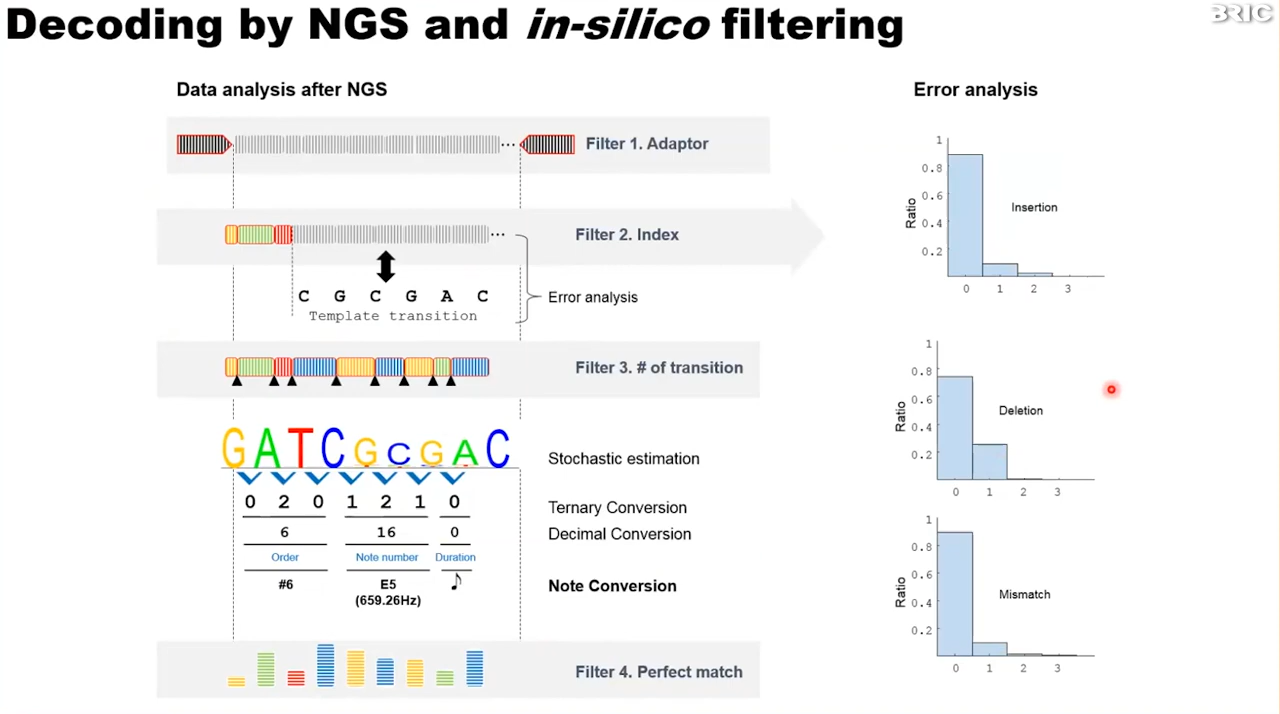 Decoding by NGS and in-silico filtering
BRIC
Data analysis after NGS
Filter 1. Adaptor
...
Filter 2. Index
...
C G C G A C
Template transition
Error analysis
Filter 3. # of transition
GATCGCGAC
Stochastic estimation
0 2 0 1 2 1 0
Ternary Conversion
6 16 0
Decimal Conversion
Order Note number Duration
#6 E5 ♪
(659.26Hz)
Note Conversion
Filter 4. Perfect match
Error analysis
1
0.8
0.6
0.4
0.2
Ratio
Insertion
0 1 2 3
1
0.8
0.6
0.4
0.2
Ratio
Deletion
0 1 2 3
1
0.8
0.6
0.4
0.2
Ratio
Mismatch
0 1 2 3